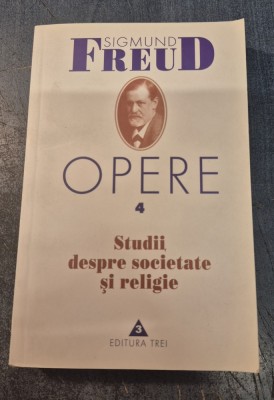 SIGMUND
FREUD
OPERE
4
Studii
despre societate
și religie
3
EDITURA TREI